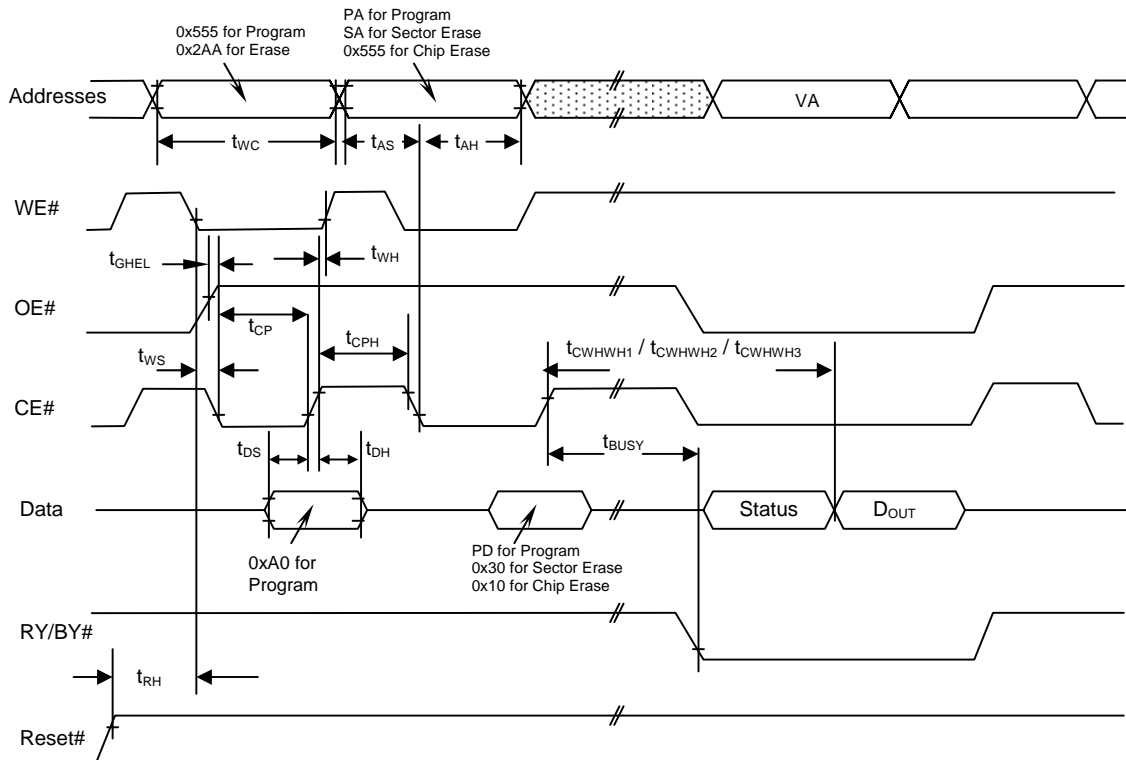 0x555 for Program
0x2AA for Erase
PA for Program
SA for Sector Erase
0x555 for Chip Erase
Addresses
VA
tWC
tAS
tAH
WE#
tGHEL
tWH
OE#
tCP
tCPH
tWS
tCWHWH1 / tCWHWH2 / tCWHWH3
CE#
tDS
tDH
tBUSY
Data
Status
DOUT
0xA0 for
Program
PD for Program
0x30 for Sector Erase
0x10 for Chip Erase
RY/BY#
tRH
Reset#